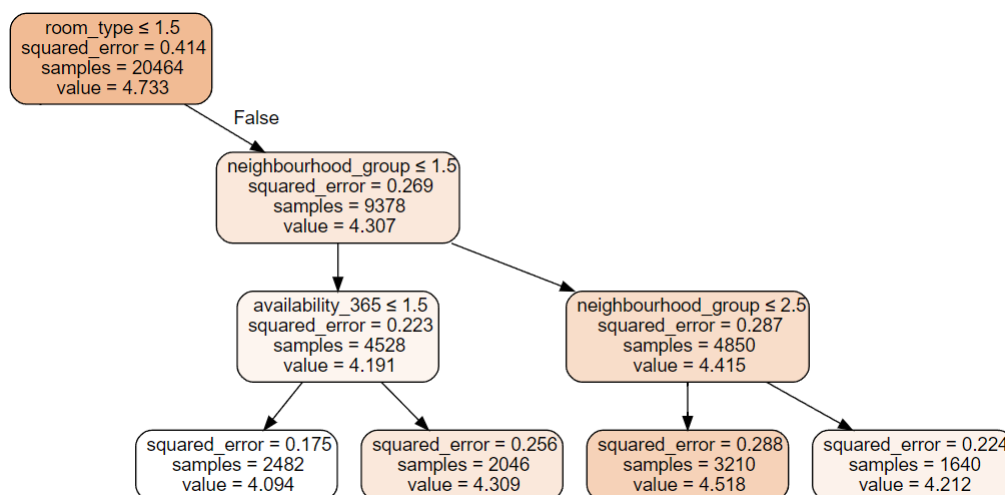 room_type ≤ 1.5
squared_error = 0.414
samples = 20464
value = 4.733
False
neighbourhood_group ≤ 1.5
squared_error = 0.269
samples = 9378
value = 4.307
availability_365 ≤ 1.5
squared_error = 0.223
samples = 4528
value = 4.191
neighbourhood_group ≤ 2.5
squared_error = 0.287
samples = 4850
value = 4.415
squared_error = 0.175
samples = 2482
value = 4.094
squared_error = 0.256
samples = 2046
value = 4.309
squared_error = 0.288
samples = 3210
value = 4.518
squared_error = 0.224
samples = 1640
value = 4.212